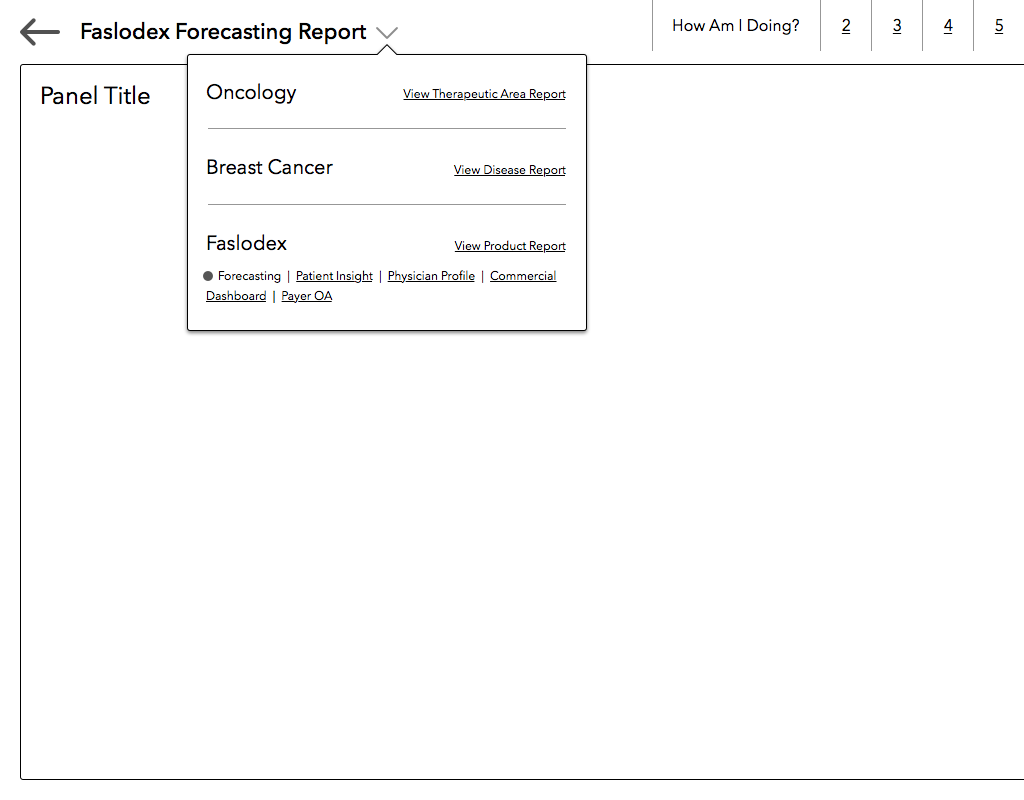 Faslodex Forecasting Report
How Am I Doing? 2 3 4 5
Panel Title
Oncology View Therapeutic Area Report
Breast Cancer View Disease Report
Faslodex View Product Report
Forecasting | Patient Insight | Physician Profile | Commercial
Dashboard | Payer OA